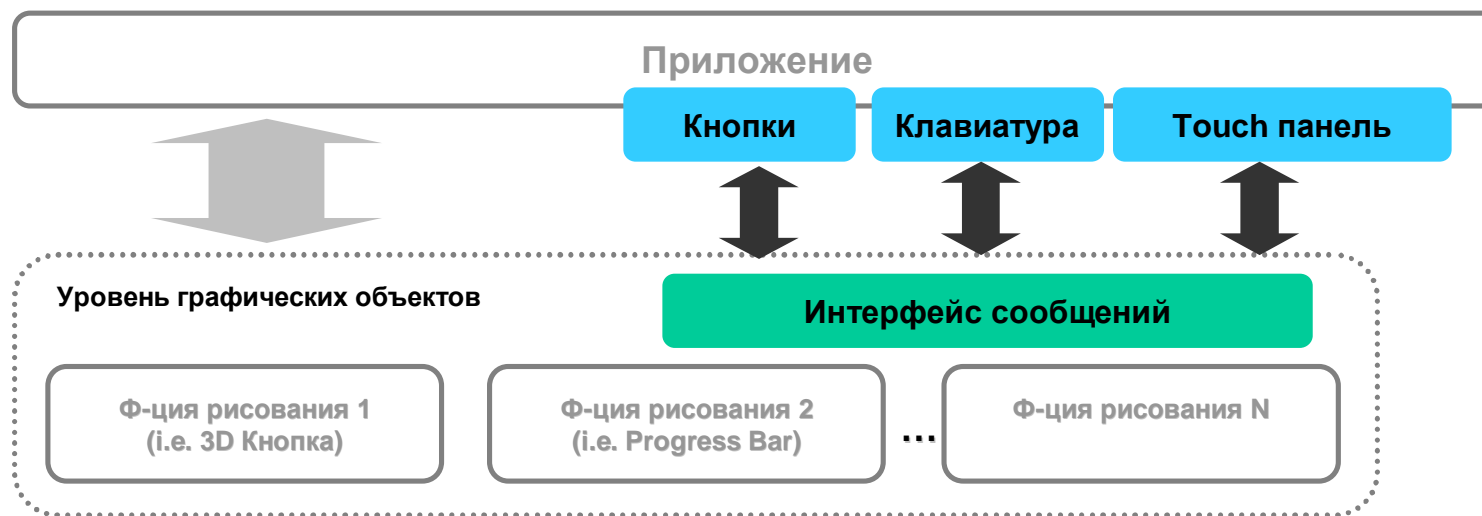 Приложение
Кнопки
Клавиатура
Touch панель
Уровень графических объектов
Интерфейс сообщений
Ф-ция рисования 1
(i.e. 3D Кнопка)
Ф-ция рисования 2
(i.e. Progress Bar)
...
Ф-ция рисования N